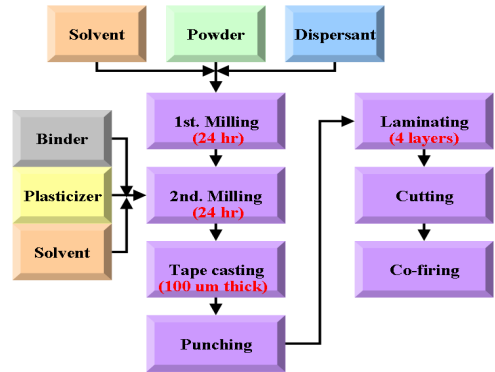 Solvent
Powder
Dispersant
1st. Milling
(24 hr)
Binder
Plasticizer
Solvent
2nd. Milling
(24 hr)
Tape casting
(100 um thick)
Punching
Laminating
(4 layers)
Cutting
Co-firing